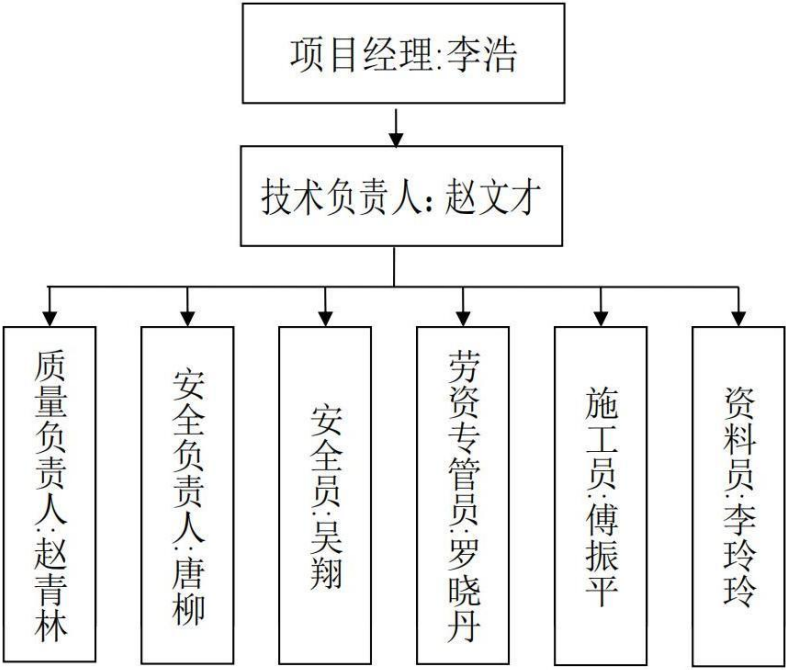 项目经理:李浩
技术负责人：赵文才
质量负责人:赵青林
安全负责人:唐柳
安全员:吴翔
劳资专管员:罗晓丹
施工员:傅振平
资料员:李玲玲